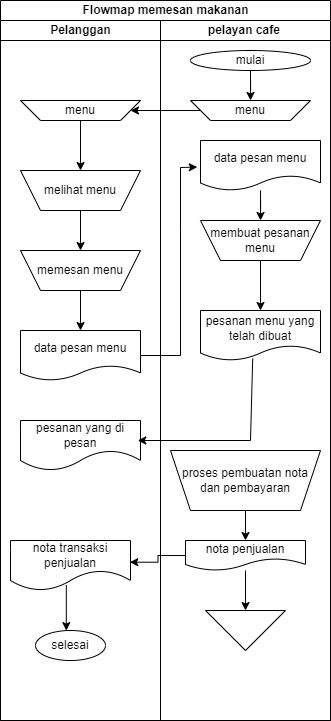 Flowmap memesan makanan
Pelanggan
pelayan cafe
mulai
menu
menu
data pesan menu
melihat menu
membuat pesanan
menu
memesan menu
pesanan menu yang
telah dibuat
data pesan menu
pesanan yang di
pesan
proses pembuatan nota
dan pembayaran
nota transaksi
penjualan
nota penjualan
selesai